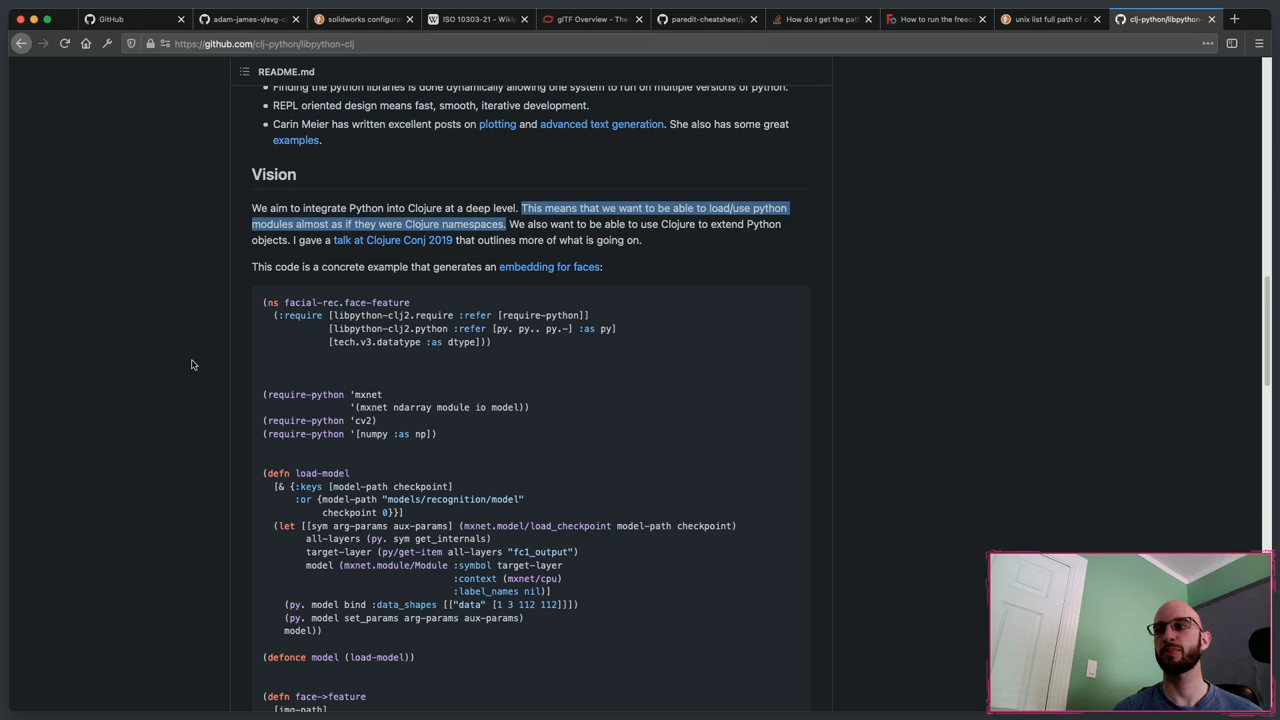 GitHub
adam-james-v/svg-c
solidworks configura
ISO 10303-21 - Wiki
glTF Overview - The
paredit-cheatsheet/p
How do I get the path
How to run the freec
unix list full path of
clj-python/libpython-
https://github.com/clj-python/libpython-clj
README.md
Finding the python libraries is done dynamically allowing one system to run on multiple versions of python.
REPL oriented design means fast, smooth, iterative development.
Carin Meier has written excellent posts on plotting and advanced text generation. She also has some great
examples.
Vision
We aim to integrate Python into Clojure at a deep level. This means that we want to be able to load/use python
modules almost as if they were Clojure namespaces. We also want to be able to use Clojure to extend Python
objects. I gave a talk at Clojure Conj 2019 that outlines more of what is going on.
This code is a concrete example that generates an embedding for faces:
(ns facial-rec.face-feature
(:require [libpython-clj2.require :refer [require-python]]
[libpython-clj2.python :refer [py. py.. py.-] :as py]
[tech.v3.datatype :as dtype]))
(require-python 'mxnet
'(mxnet ndarray module io model))
(require-python 'cv2)
(require-python '[numpy :as np])
(defn load-model
[& {:keys [model-path checkpoint]
:or {model-path "models/recognition/model"
checkpoint 0}}]
(let [[sym arg-params aux-params] (mxnet.model/load_checkpoint model-path checkpoint)
all-layers (py. sym get_internals)
target-layer (py/get-item all-layers "fc1_output")
model (mxnet.module/Module :symbol target-layer
:context (mxnet/cpu)
:label_names nil)]
(py. model bind :data_shapes [["data" [1 3 112 112]]])
(py. model set_params arg-params aux-params)
model))
(defonce model (load-model))
(defn face->feature
[img-path]